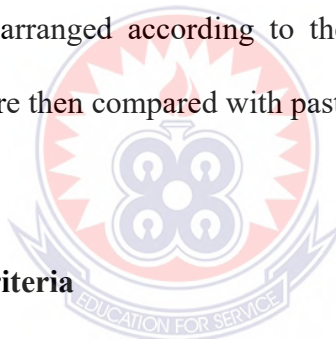 arranged according to the
re then compared with past
riteria
EDUCATION FOR SERVICE